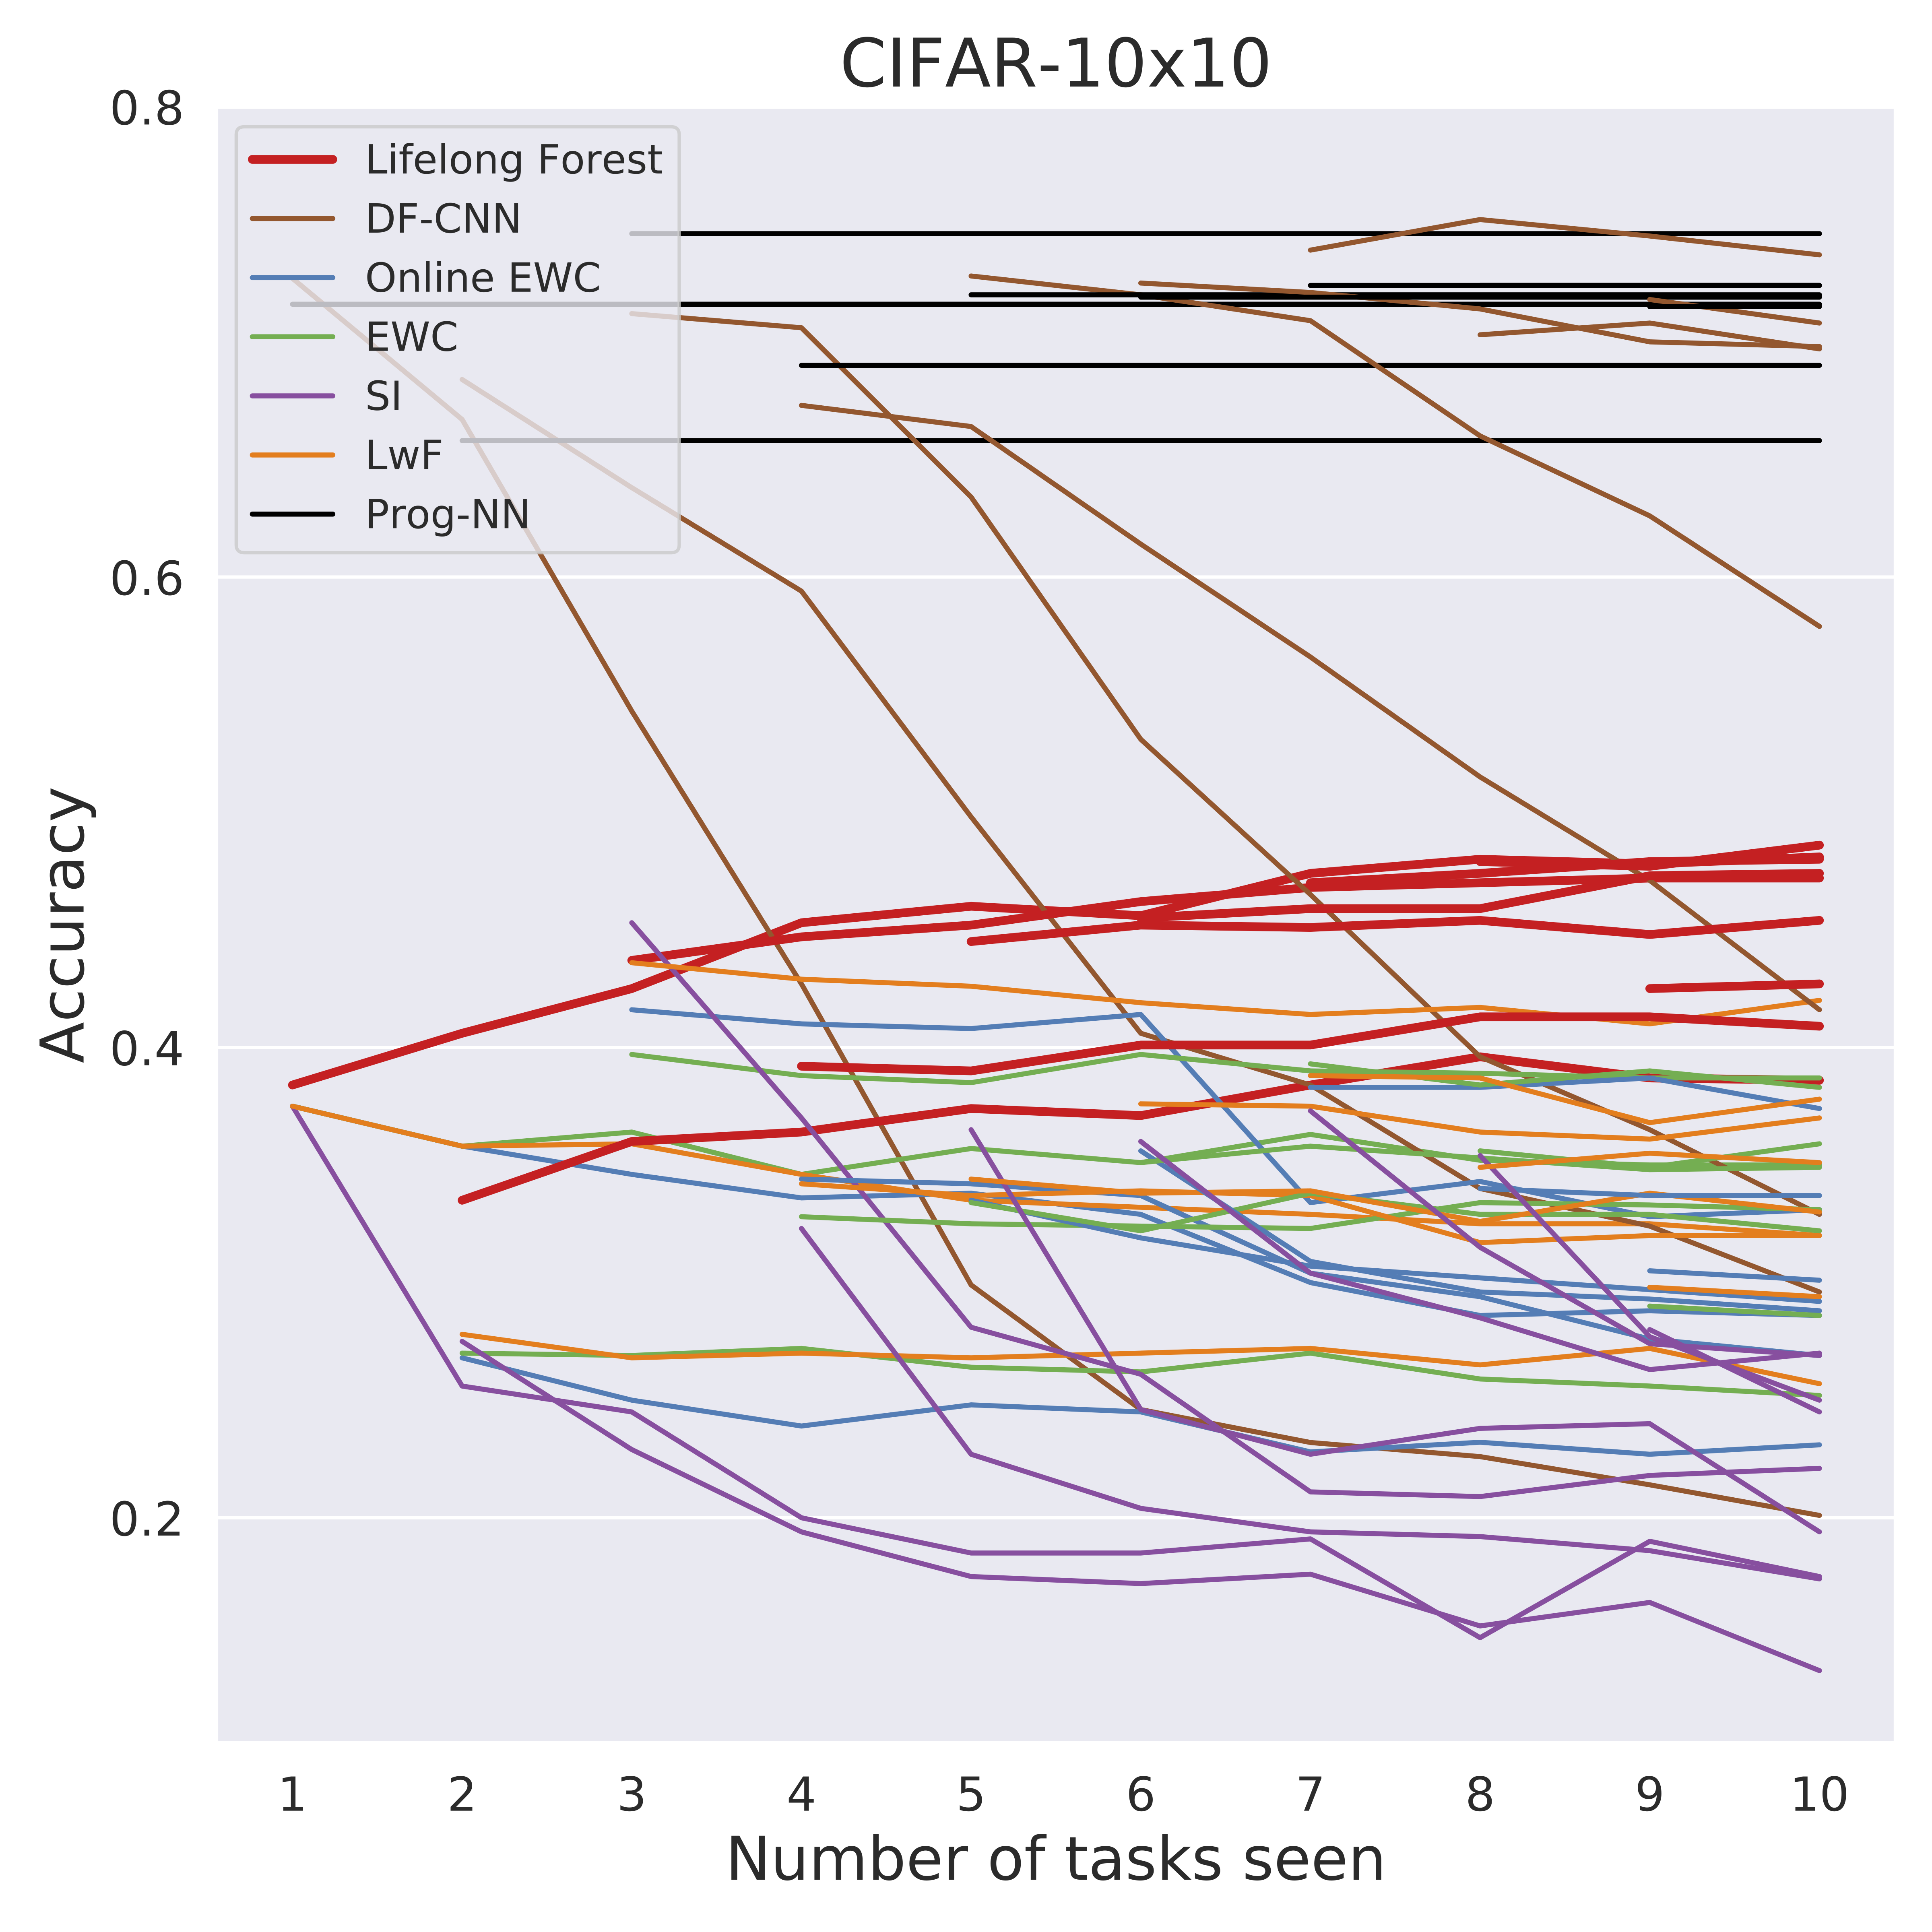 CIFAR-10x10
0.8
0.6
0.4
0.2
Accuracy
Lifelong Forest
DF-CNN
Online EWC
EWC
SI
LwF
Prog-NN
1 2 3 4 5 6 7 8 9 10
Number of tasks seen